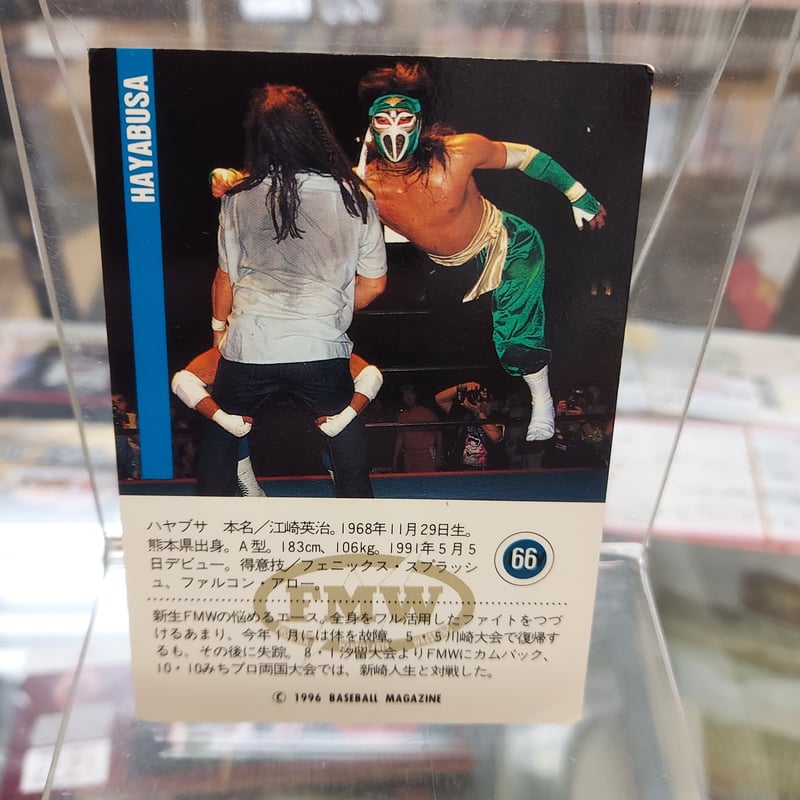 HAYABUSA
ハヤブサ 本名/江崎英治。1968年11月29日生。
熊本県出身。A型。183cm、106kg。1991年5月5
日デビュー。得意技/フェニックス・スプラッシ
ュ、ファルコン・アロー。
66
FMW
新生FMWの悩めるエース。全身をフル活用したファイトをつづ
けるあまり、今年1月には体を故障。5・5川崎大会で復帰す
るも、その後に失踪。8・1汐留大会よりFMWにカムバック、
10・10みちプロ両国大会では、新崎人生と対戦した。
© 1996 BASEBALL MAGAZINE